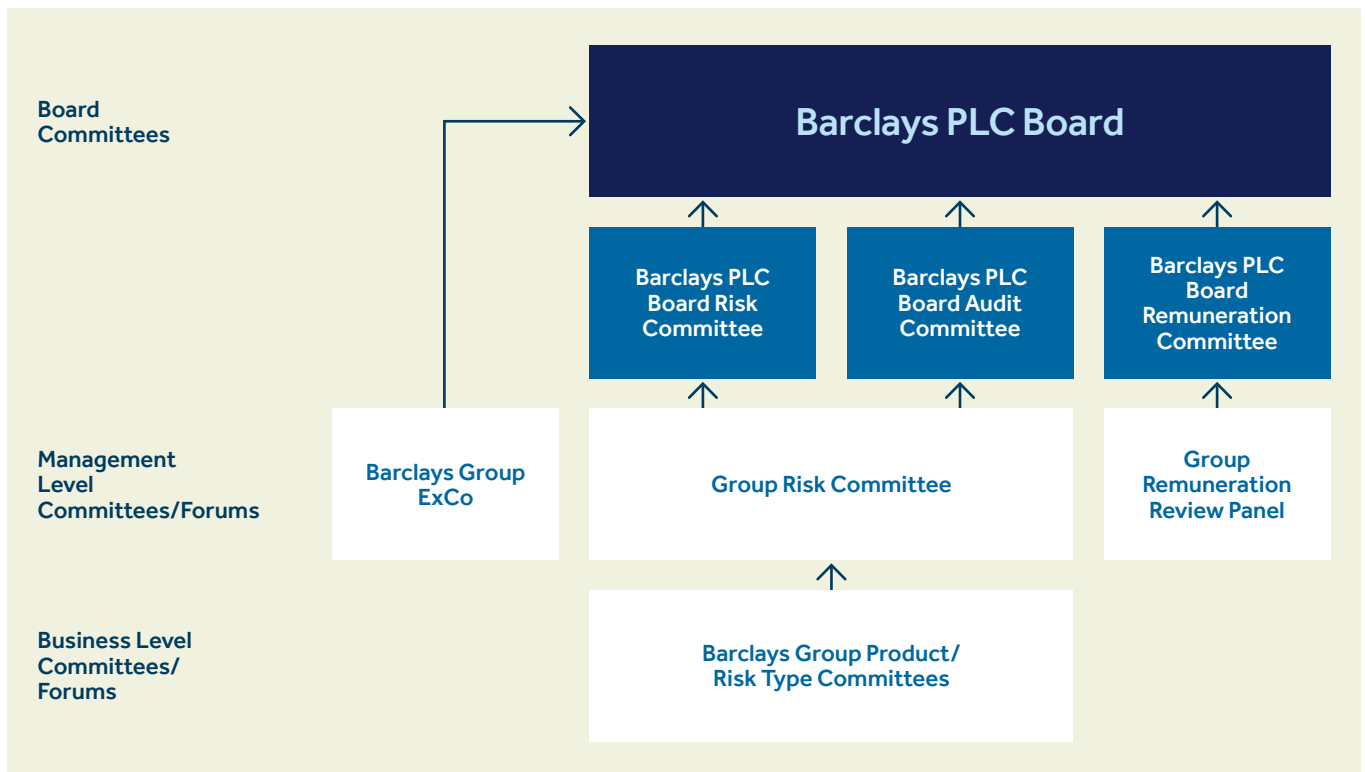 Board
Committees
Barclays PLC Board
Barclays PLC
Board Risk
Committee
Barclays PLC
Board Audit
Committee
Barclays PLC
Board
Remuneration
Committee
Management
Level
Committees/Forums
Barclays Group
ExCo
Group Risk Committee
Group
Remuneration
Review Panel
Business Level
Committees/
Forums
Barclays Group Product/
Risk Type Committees